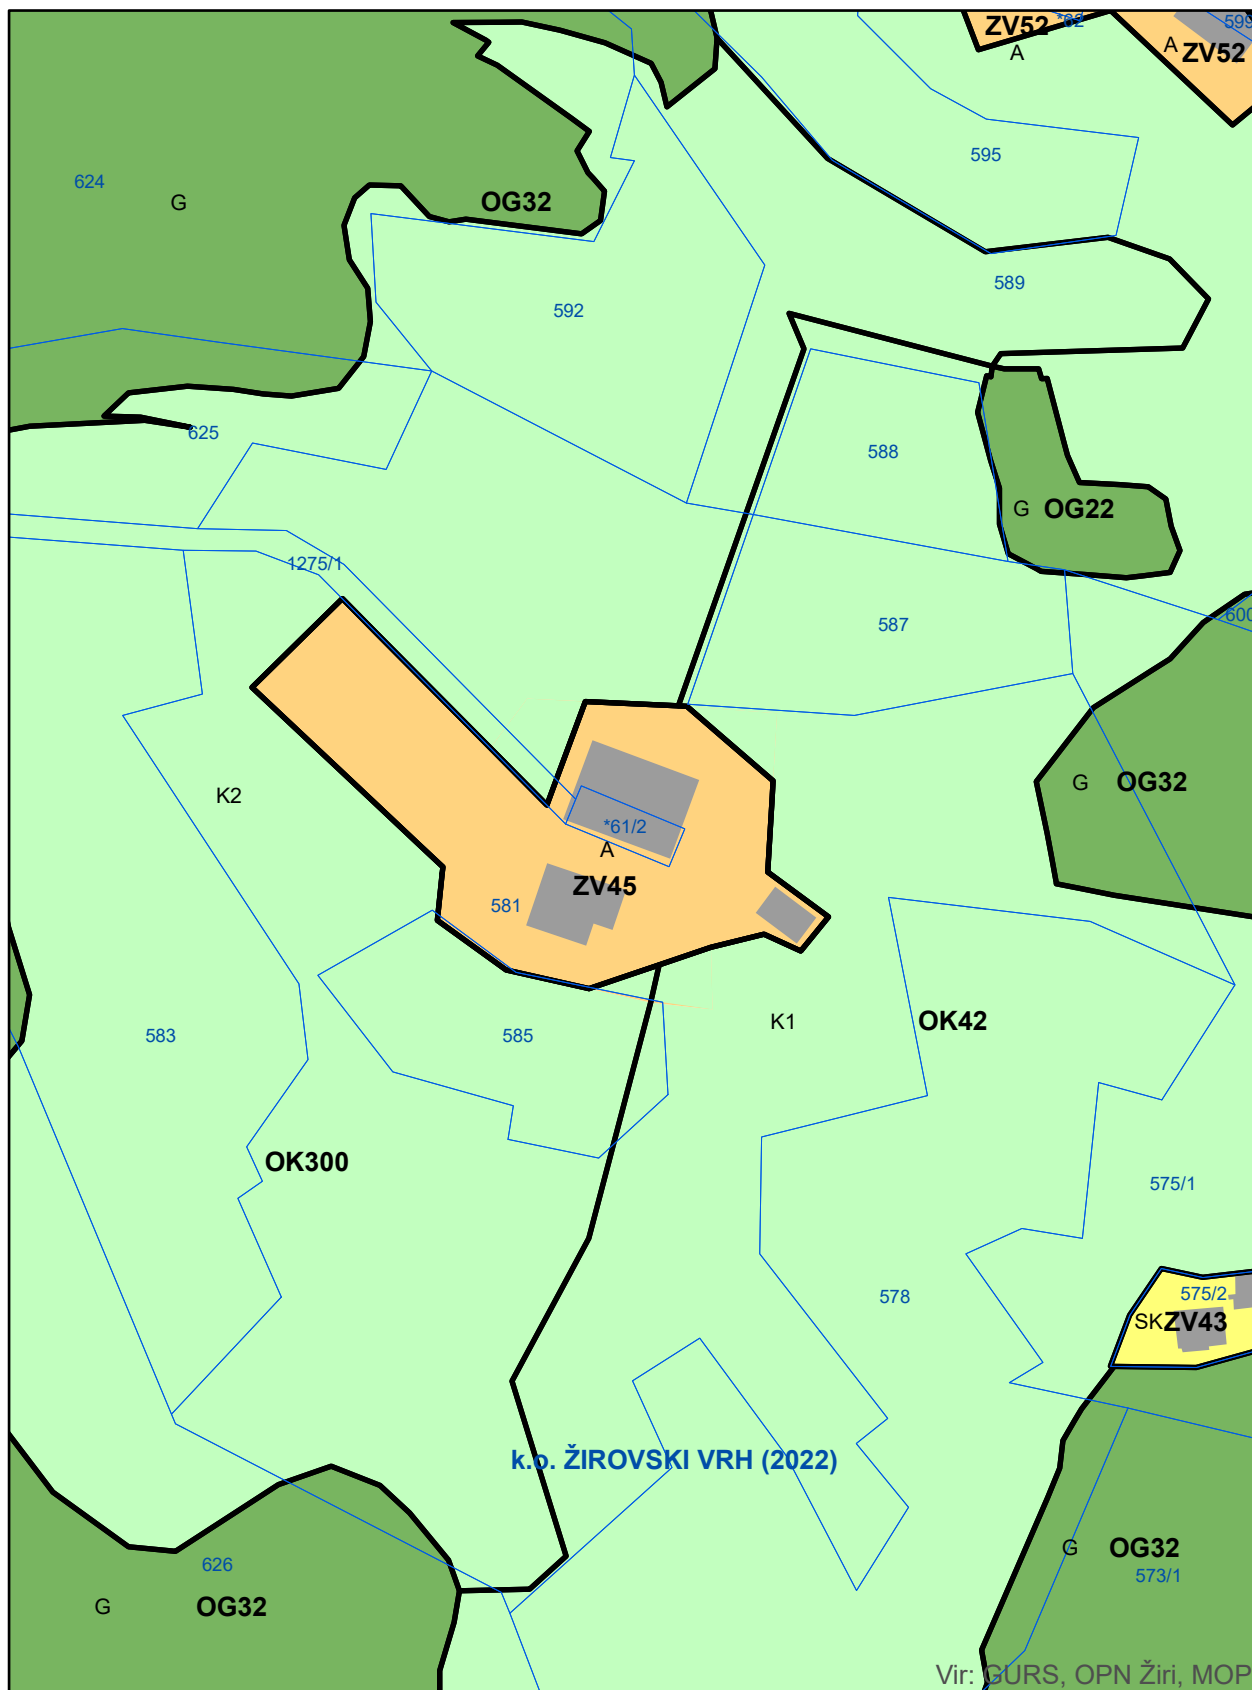 ZV52
*62
599
A
A
ZV52
595
624
G
OG32
589
592
625
588
G
OG22
1275/1
587
600
K2
G
OG32
*61/2
A
ZV45
581
583
585
K1
OK42
OK300
575/1
578
575/2
SK
ZV43
k.o. ŽIROVSKI VRH (2022)
G
OG32
573/1
626
G
OG32
Vir: GURS, OPN Žiri, MOP